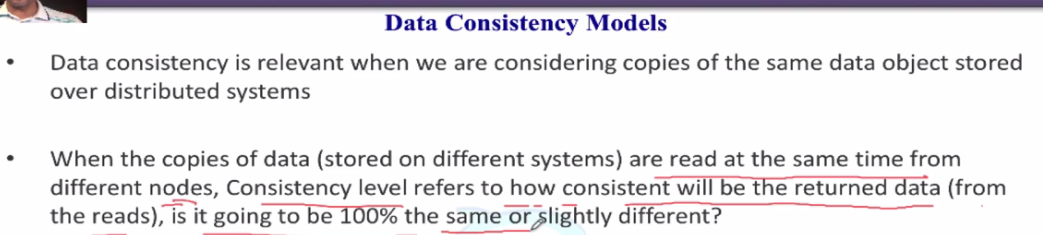 Data Consistency Models
• Data consistency is relevant when we are considering copies of the same data object stored
over distributed systems
• When the copies of data (stored on different systems) are read at the same time from
different nodes, Consistency level refers to how consistent will be the returned data (from
the reads), is it going to be 100% the same or slightly different?